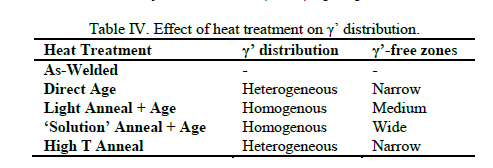 Table IV. Effect of heat treatment on γ’ distribution.
Heat Treatment γ’ distribution γ’-free zones
As-Welded - -
Direct Age Heterogeneous Narrow
Light Anneal + Age Homogenous Medium
‘Solution’ Anneal + Age Homogenous Wide
High T Anneal Heterogeneous Narrow